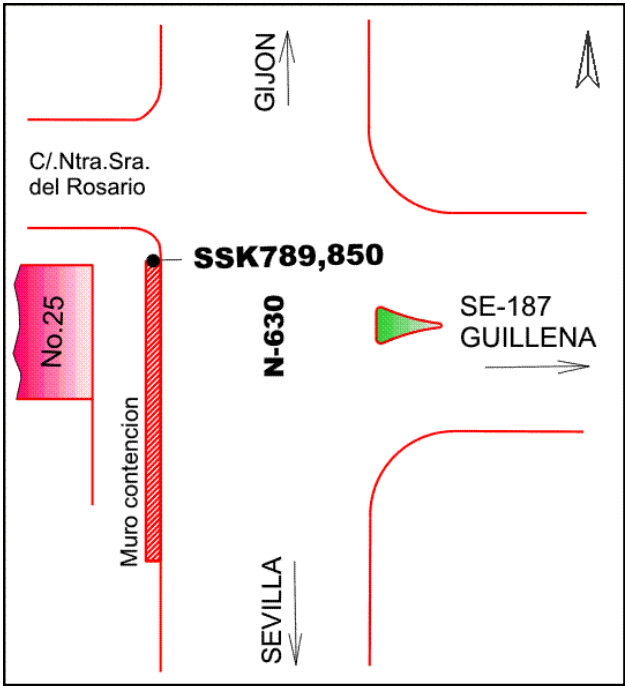 GIJON
C/.Ntra.Sra.
del Rosario
SSK789,850
No.25
N-630
SE-187
GUILLENA
Muro contencion
SEVILLA